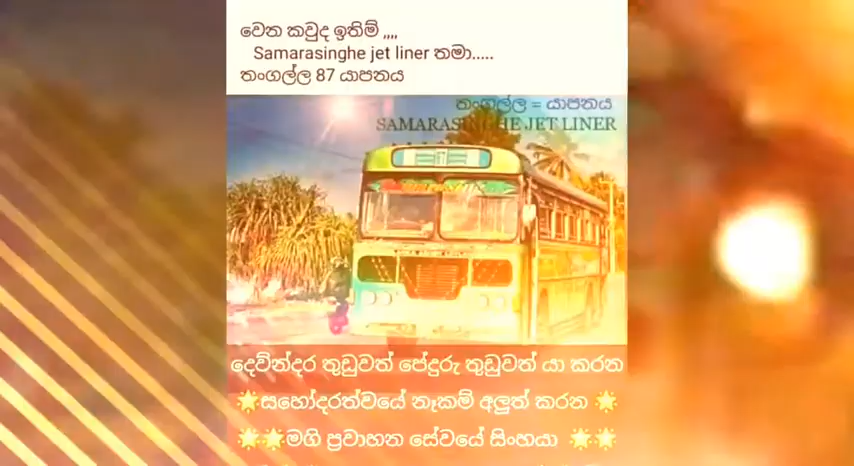 වෙන කවුද ඉතිම් ,,,,
Samarasinghe jet liner තමා.....
තංගල්ල 87 යාපනය
තංගල්ල = යාපනය
SAMARASINGHE JET LINER
දෙවින්දර තුඩුවත් පේදුරු තුඩුවත් යා කරන
🌟සහෝදරත්වයේ නෑකම් අලුත් කරන 🌟
🌟🌟මගි ප්‍රවාහන සේවයේ සිංහයා 🌟🌟